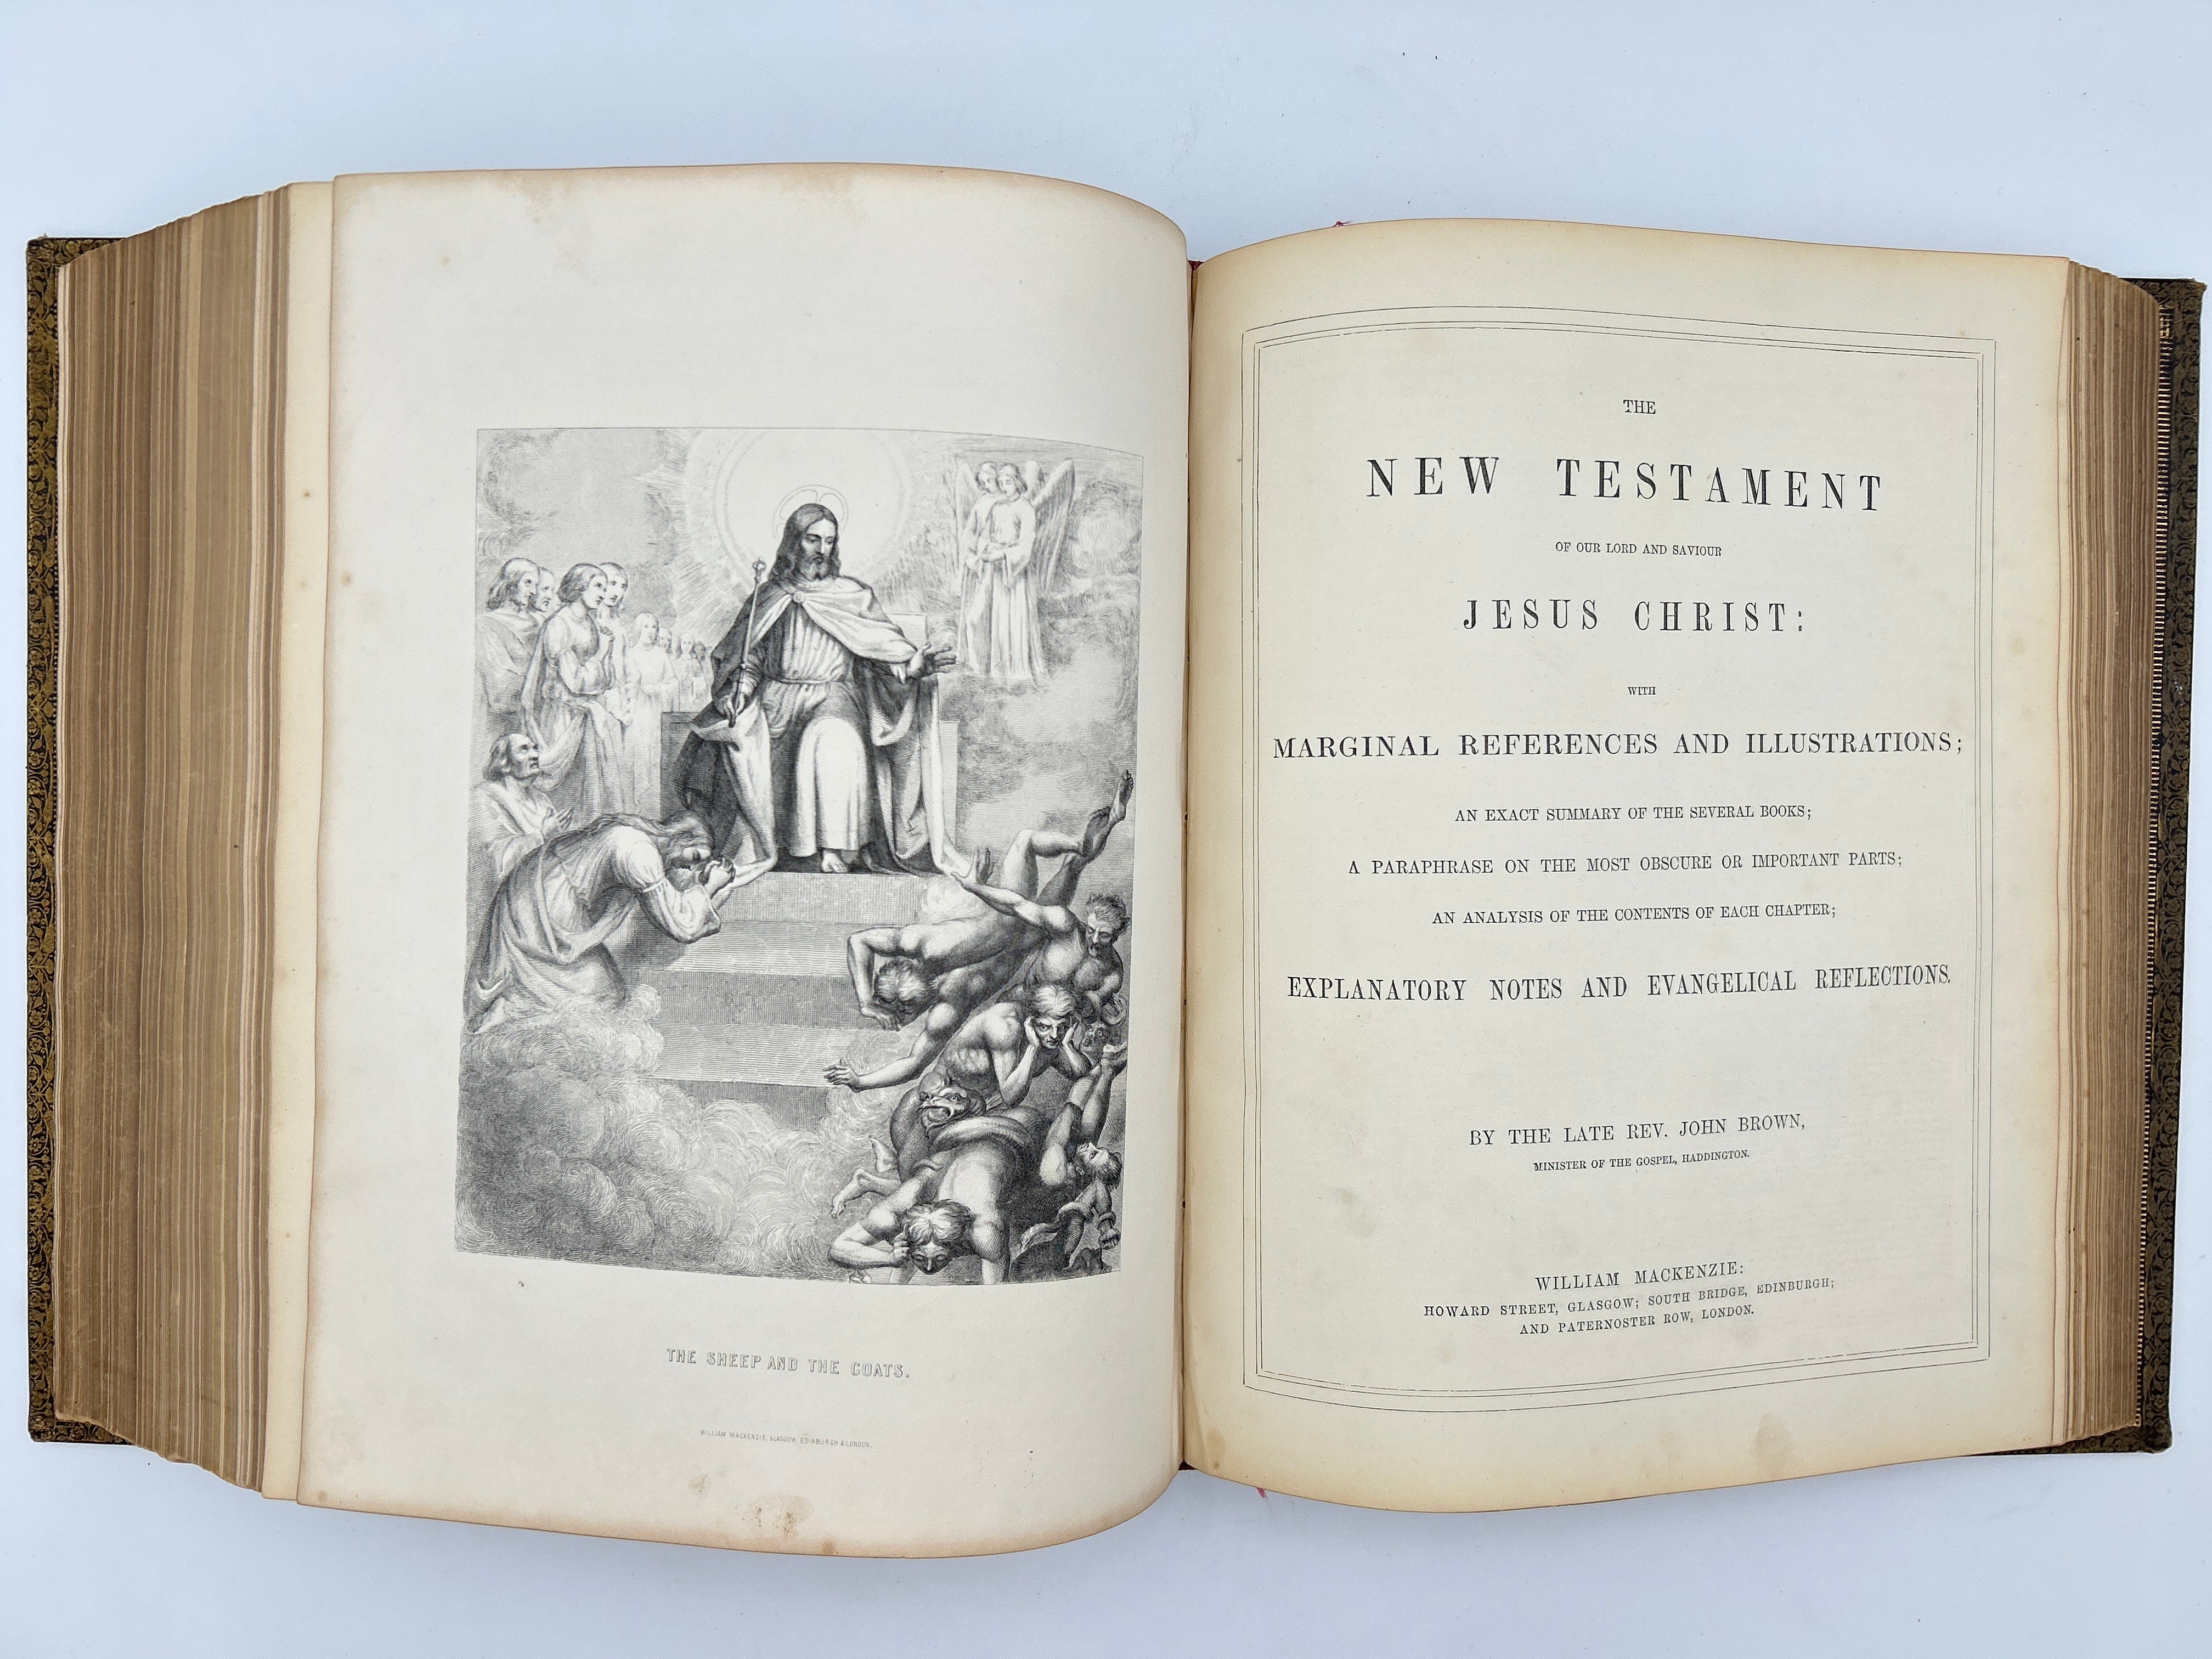 THE SHEEP AND THE GOATS.
WILLIAM MACKENZIE, GLASGOW, EDINBURGH & LONDON.
THE
NEW TESTAMENT
OF OUR LORD AND SAVIOUR
JESUS CHRIST:
WITH
MARGINAL REFERENCES AND ILLUSTRATIONS;
AN EXACT SUMMARY OF THE SEVERAL BOOKS;
A PARAPHRASE ON THE MOST OBSCURE OR IMPORTANT PARTS;
AN ANALYSIS OF THE CONTENTS OF EACH CHAPTER;
EXPLANATORY NOTES AND EVANGELICAL REFLECTIONS.
BY THE LATE REV. JOHN BROWN,
MINISTER OF THE GOSPEL, HADDINGTON.
WILLIAM MACKENZIE:
HOWARD STREET, GLASGOW; SOUTH BRIDGE, EDINBURGH;
AND PATERNOSTER ROW, LONDON.